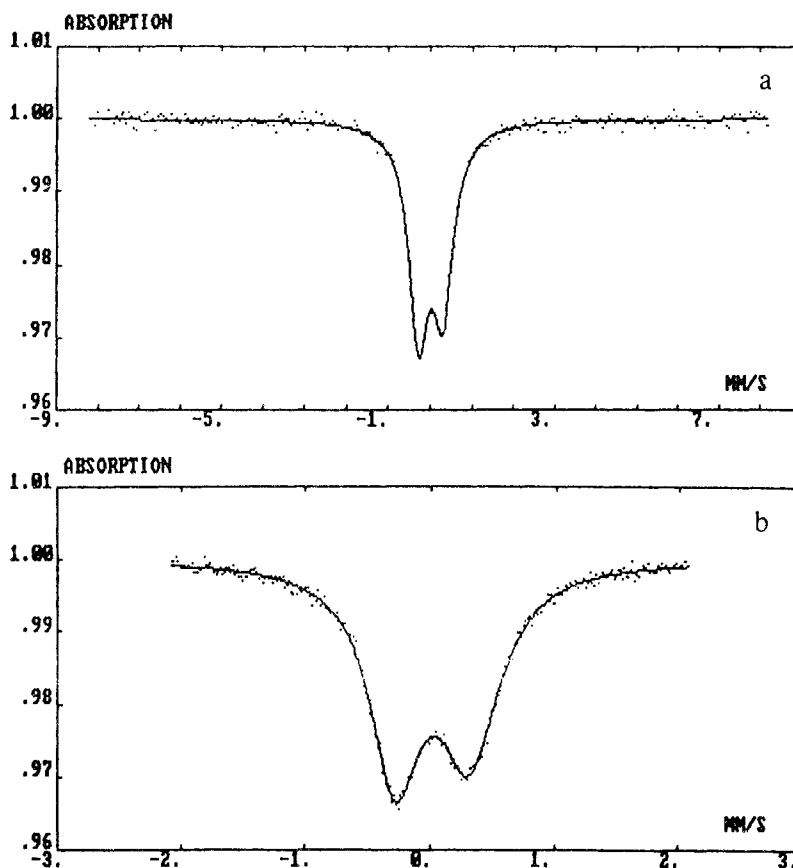 ABSORPTION
1.01
a
1.00
.99
.98
.97
MM/S
.96
-9. -5. -1. 3. 7.
ABSORPTION
1.01
b
1.00
.99
.98
.97
MM/S
.96
-3. -2. -1. 0. 1. 2. 3.